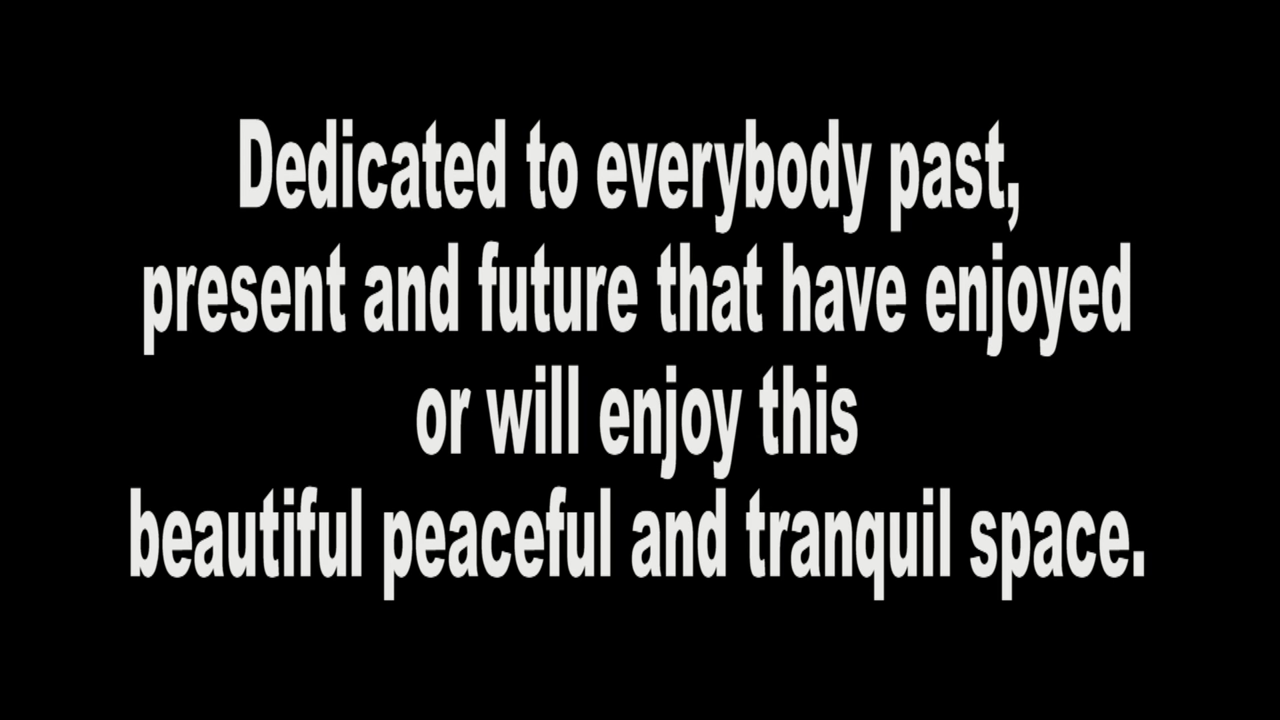 Dedicated to everybody past,
present and future that have enjoyed
or will enjoy this
beautiful peaceful and tranquil space.